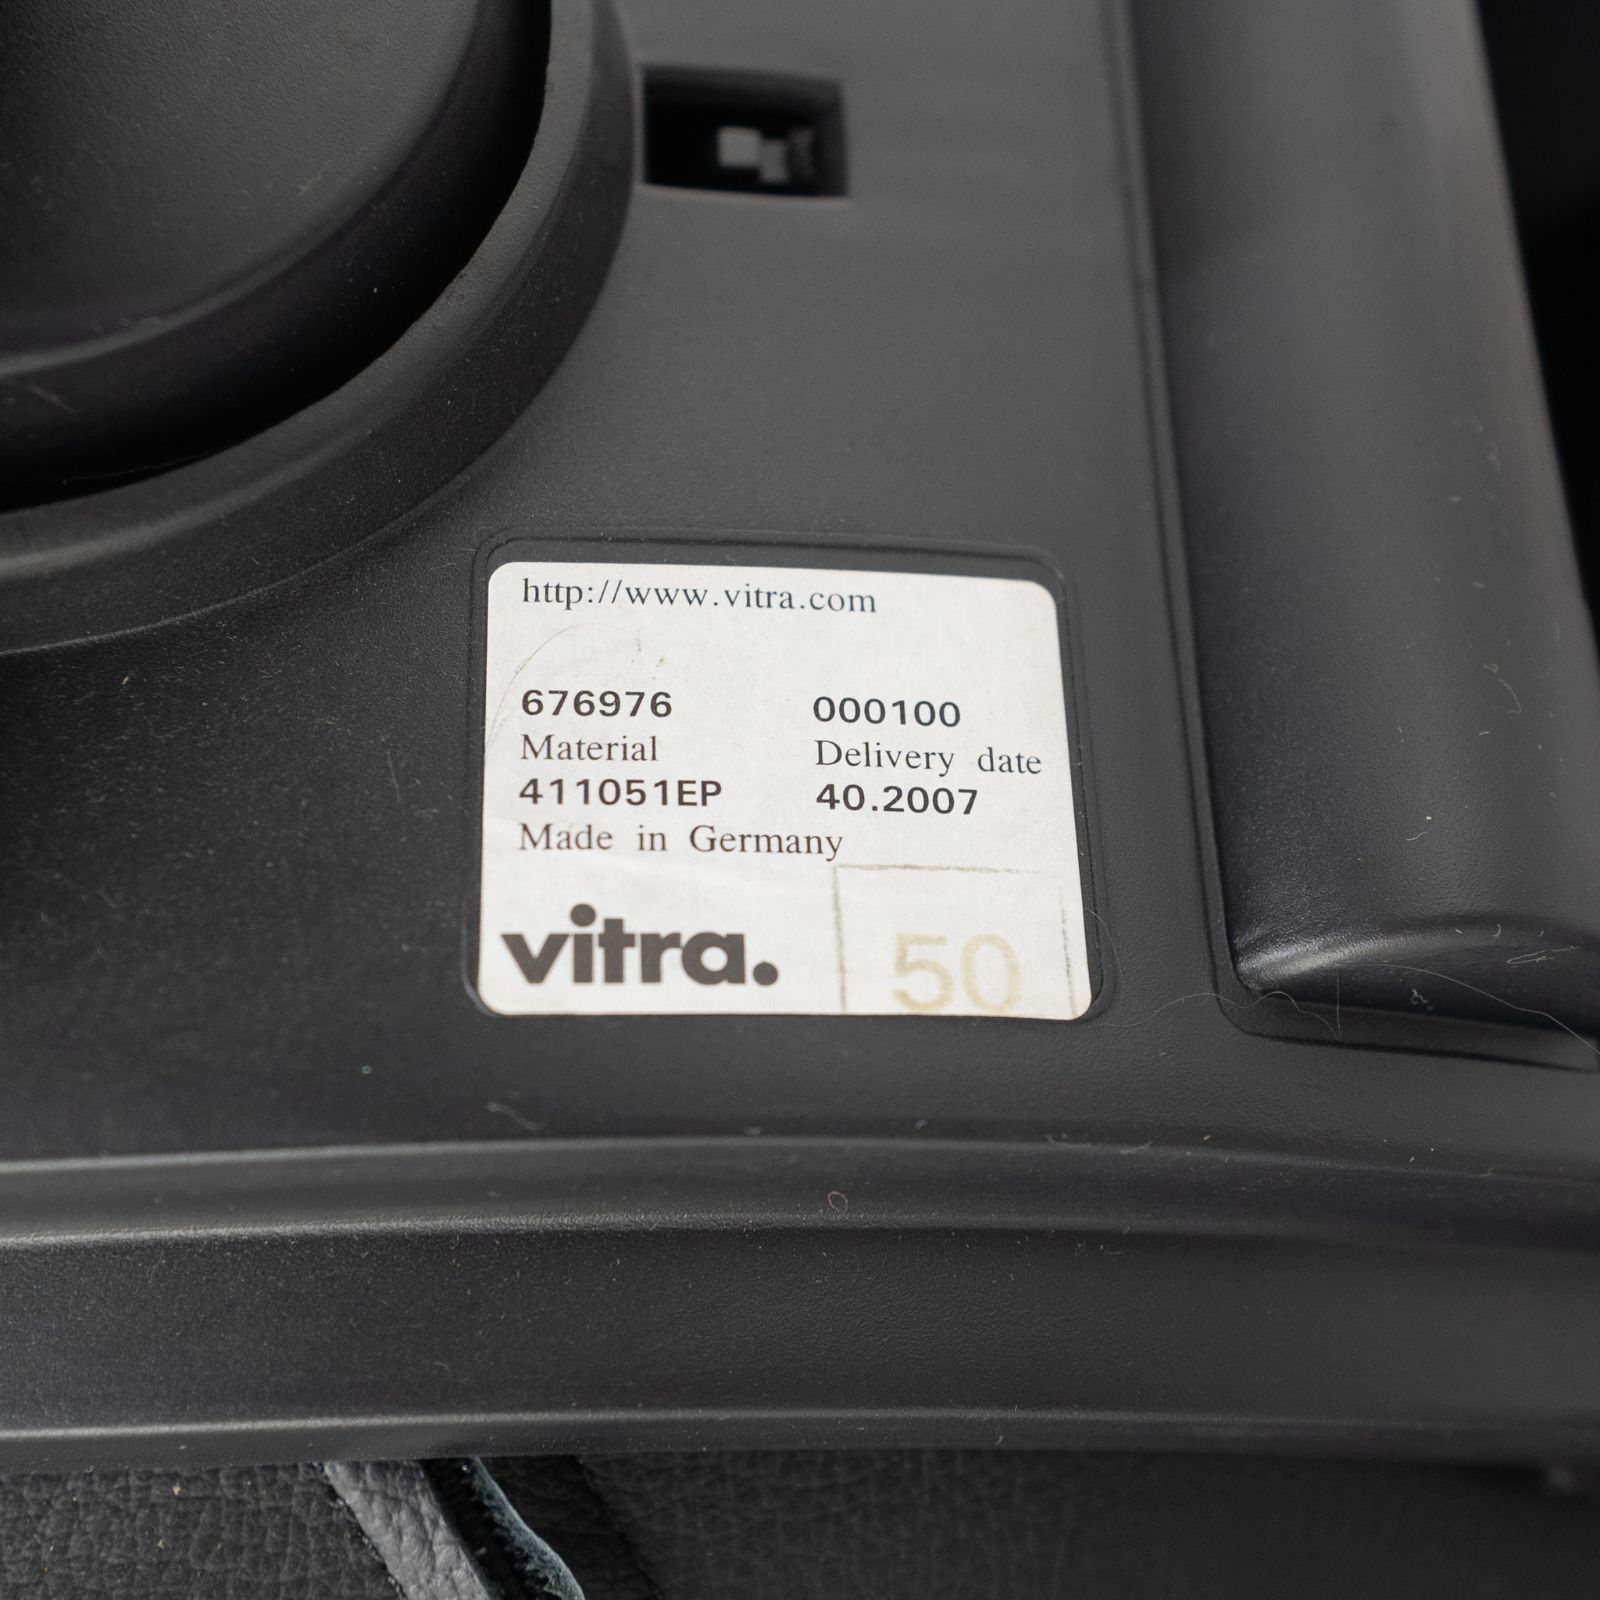 http://www.vitra.com
676976 000100
Material Delivery date
411051EP 40.2007
Made in Germany
vitra.
50